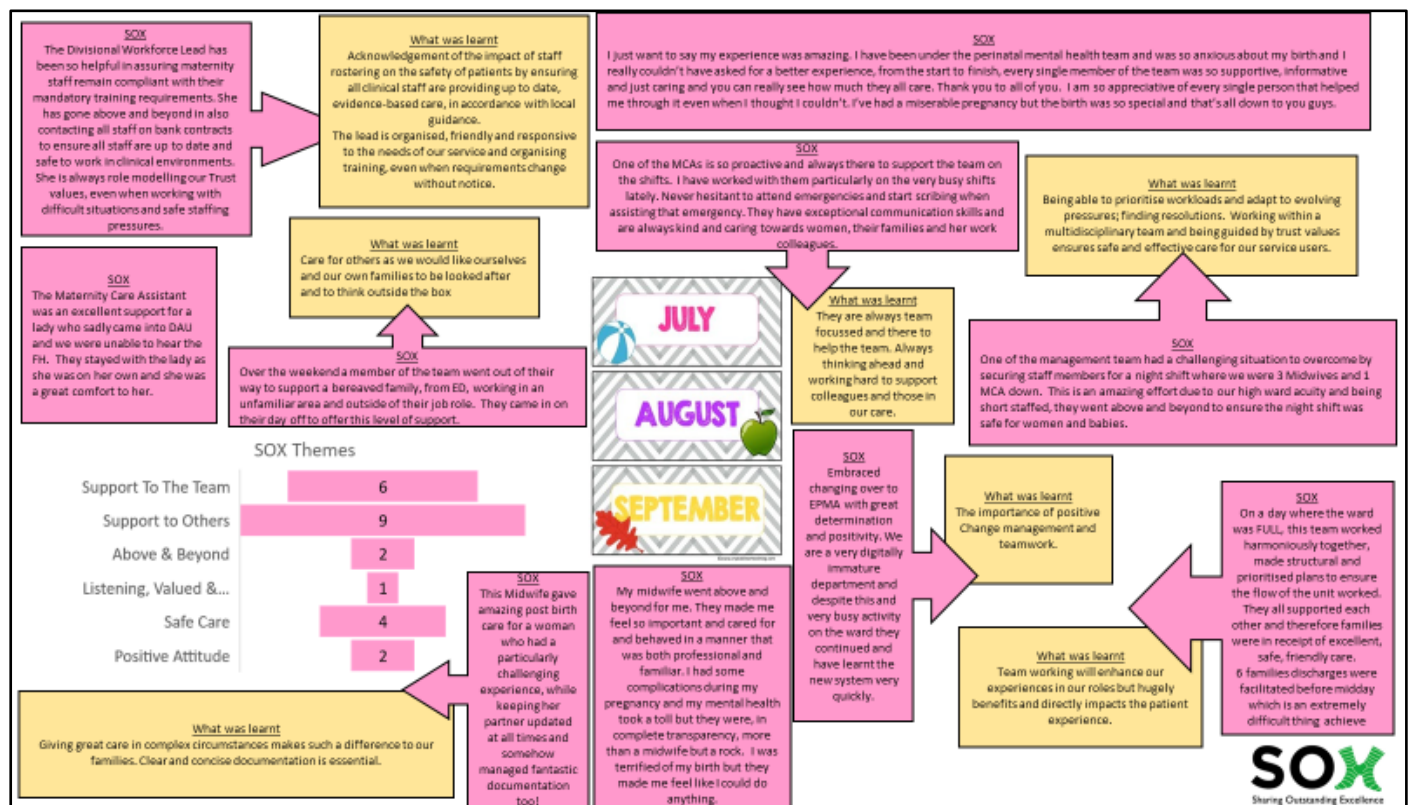 SOX
The Divisional Workforce Lead has
been so helpful in assuring maternity
staff remain compliant with their
mandatory training requirements. She
has gone above and beyond in also
contacting all staff on bank contracts
to ensure all staff are up to date and
safe to work in clinical environments.
She is always role modelling our Trust
values, even when working with
difficult situations and safe staffing
pressures.
What was learnt
Acknowledgement of the impact of staff
rostering on the safety of patients by ensuring
all clinical staff are providing up to date,
evidence-based care, in accordance with local
guidance.
The lead is organised, friendly and responsive
to the needs of our service and organising
training, even when requirements change
without notice.
SOX
I just want to say my experience was amazing. I have been under the perinatal mental health team and was so anxious about my birth and I
really couldn't have asked for a better experience, from the start to finish, every single member of the team was so supportive, informative
and just caring and you can really see how much they all care. Thank you to all of you. I am so appreciative of every single person that helped
me through it even when I thought I couldn't. I've had a miserable pregnancy but the birth was so special and that's all down to you guys.
SOX
One of the MCAs is so proactive and always there to support the team on
the shifts. I have worked with them particularly on the very busy shifts
lately. Never hesitant to attend emergencies and start scribing when
assisting that emergency. They have exceptional communication skills and
are always kind and caring towards women, their families and her work
colleagues.
What was learnt
Being able to prioritise workloads and adapt to evolving
pressures; finding resolutions. Working within a
multidisciplinary team and being guided by trust values
ensures safe and effective care for our service users.
What was learnt
Care for others as we would like ourselves
and our own families to be looked after
and to think outside the box
SOX
The Maternity Care Assistant
was an excellent support for a
lady who sadly came into DAU
and we were unable to hear the
FH. They stayed with the lady as
she was on her own and she was
a great comfort to her.
SOX
Over the weekend a member of the team went out of their
way to support a bereaved family, from ED, working in an
unfamiliar area and outside of their job role. They came in on
their day off to offer this level of support.
JULY
AUGUST
SEPTEMBER
What was learnt
They are always team
focussed and there to
help the team. Always
thinking ahead and
working hard to support
colleagues and those in
our care.
SOX
One of the management team had a challenging situation to overcome by
securing staff members for a night shift where we were 3 Midwives and 1
MCA down. This is an amazing effort due to our high ward acuity and being
short staffed, they went above and beyond to ensure the night shift was
safe for women and babies.
SOX Themes
Support To The Team 6
Support to Others 9
Above & Beyond 2
Listening, Valued &... 1
Safe Care 4
Positive Attitude 2
What was learnt
Giving great care in complex circumstances makes such a difference to our
families. Clear and concise documentation is essential.
SOX
This Midwife gave
amazing post birth
care for a woman
who had a
particularly
challenging
experience, while
keeping her
partner updated
at all times and
somehow
managed fantastic
documentation
too!
SOX
My midwife went above and
beyond for me. They made me
feel so important and cared for
and behaved in a manner that
was both professional and
familiar. I had some
complications during my
pregnancy and my mental health
took a toll but they were, in
complete transparency, more
than a midwife but a rock. I was
terrified of my birth but they
made me feel like I could do
anything.
SOX
Embraced
changing over to
EPMA with great
determination
and positivity. We
are a very digitally
immature
department and
despite this and
very busy activity
on the ward they
continued and
have learnt the
new system very
quickly.
What was learnt
The importance of positive
Change management and
teamwork.
What was learnt
Team working will enhance our
experiences in our roles but hugely
benefits and directly impacts the patient
experience.
SOX
On a day where the ward
was FULL, this team worked
harmoniously together,
made structural and
prioritised plans to ensure
the flow of the unit worked.
They all supported each
other and therefore families
were in receipt of excellent,
safe, friendly care.
6 families discharges were
facilitated before midday
which is an extremely
difficult thing achieve
SOX
Sharing Outstanding Excellence